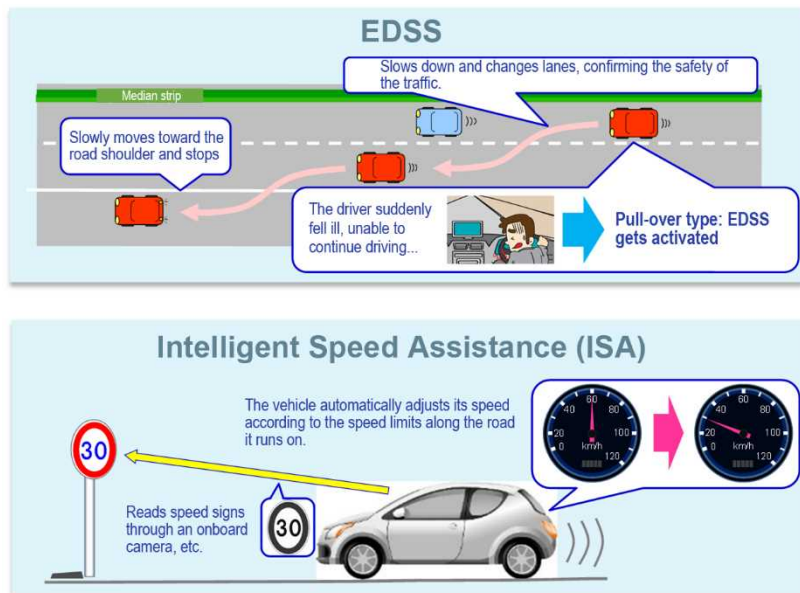 EDSS
Slows down and changes lanes, confirming the safety of
the traffic.
Median strip
Slowly moves toward the
road shoulder and stops
The driver suddenly
fell ill, unable to
continue driving...
Pull-over type: EDSS
gets activated
Intelligent Speed Assistance (ISA)
The vehicle automatically adjusts its speed
according to the speed limits along the road
it runs on.
30
Reads speed signs
through an onboard
camera, etc.
30
0 20 40 60 80 100 120
km/h
0 20 40 60 80 100 120
km/h